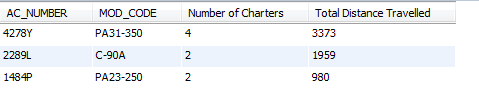 AC_NUMBER MOD_CODE Number of Charters Total Distance Travelled
4278Y PA31-350 4 3373
2289L C-90A 2 1959
1484P PA23-250 2 980